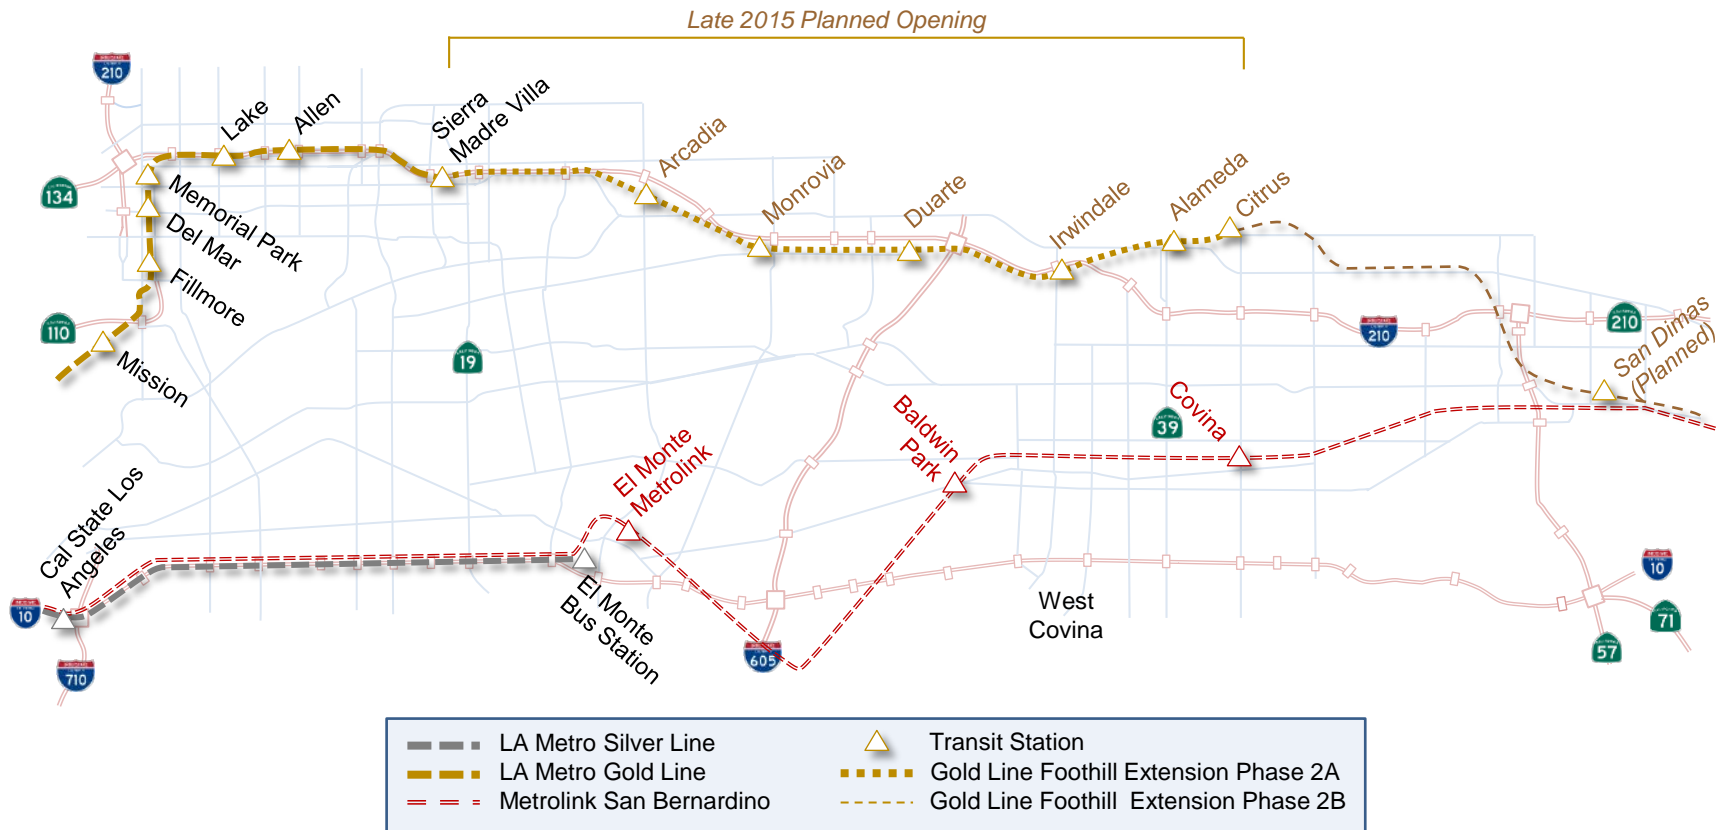 Late 2015 Planned Opening
210
Lake
Allen
Sierra
Madre Villa
Arcadia
Monrovia
Duarte
Irwindale
Alameda
Citrus
134
Memorial Park
Del Mar
Fillmore
110
Mission
19
210
210
San Dimas
(Planned)
39
Covina
Baldwin
Park
El Monte
Metrolink
Cal State Los
Angeles
10
710
El Monte
Bus Station
605
West
Covina
10
71
57
LA Metro Silver Line
LA Metro Gold Line
Metrolink San Bernardino
Transit Station
Gold Line Foothill Extension Phase 2A
Gold Line Foothill  Extension Phase 2B